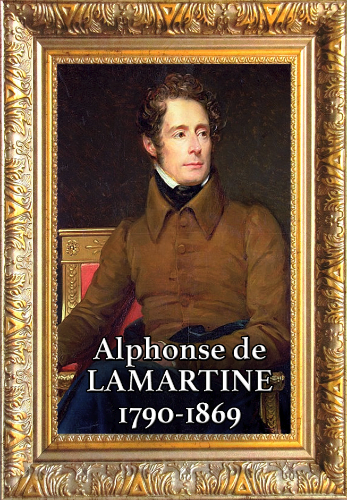 Alphonse de
LAMARTINE
1790-1869